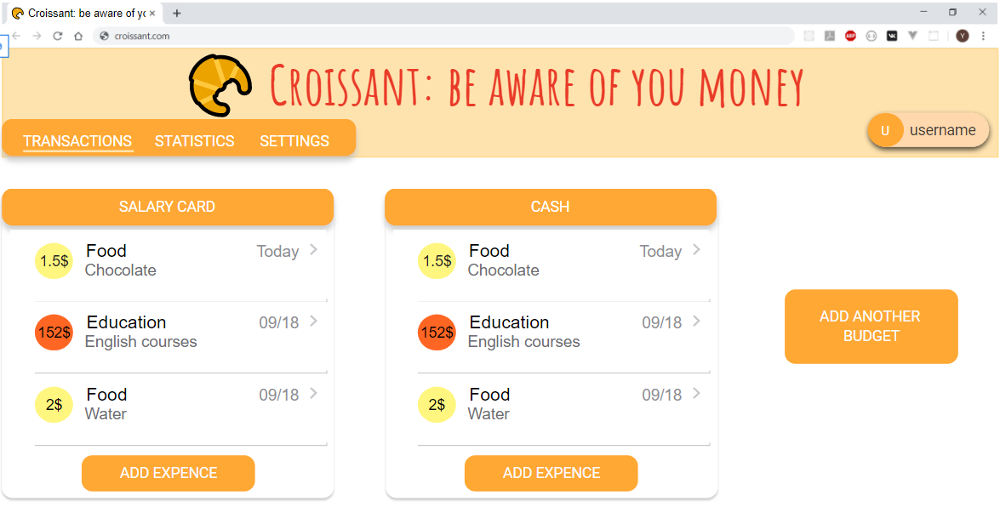 Croissant: be aware of yo
croissant.com
ABP
Y
Croissant: be aware of you money
TRANSACTIONS STATISTICS SETTINGS
U username
SALARY CARD
1.5$ Food Today
Chocolate
152$ Education 09/18
English courses
2$ Food 09/18
Water
ADD EXPENCE
CASH
1.5$ Food Today
Chocolate
152$ Education 09/18
English courses
2$ Food 09/18
Water
ADD EXPENCE
ADD ANOTHER
BUDGET